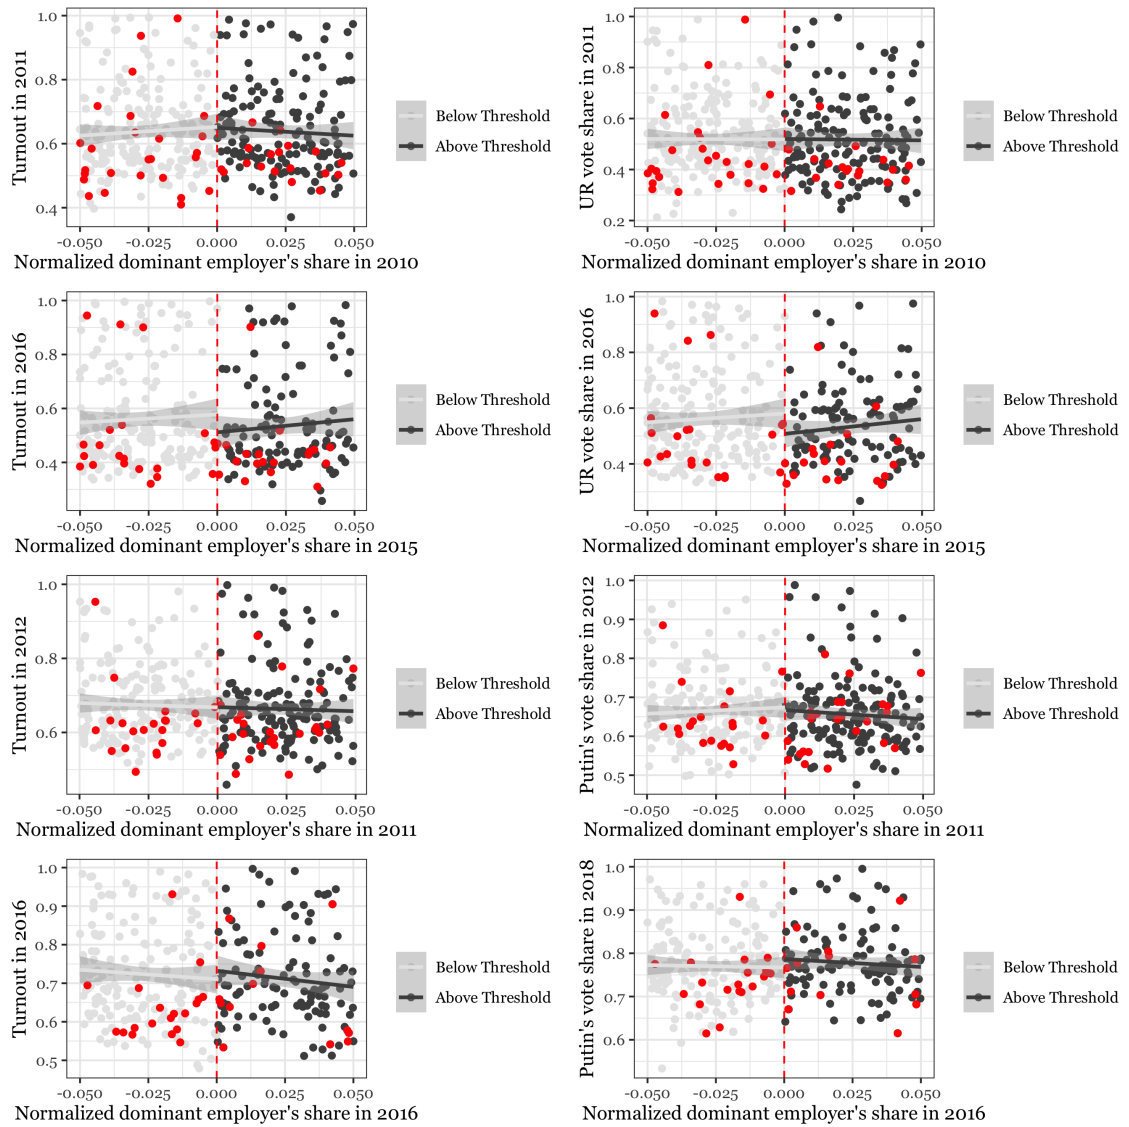 Turnout in 2011
1.0
0.8
0.6
0.4
-0.050 -0.025 0.000 0.025 0.050
Normalized dominant employer's share in 2010
Below Threshold
Above Threshold
UR vote share in 2011
1.0
0.8
0.6
0.4
0.2
-0.050 -0.025 0.000 0.025 0.050
Normalized dominant employer's share in 2010
Below Threshold
Above Threshold
Turnout in 2016
1.0
0.8
0.6
0.4
-0.050 -0.025 0.000 0.025 0.050
Normalized dominant employer's share in 2015
Below Threshold
Above Threshold
UR vote share in 2016
1.0
0.8
0.6
0.4
-0.050 -0.025 0.000 0.025 0.050
Normalized dominant employer's share in 2015
Below Threshold
Above Threshold
Turnout in 2012
1.0
0.8
0.6
-0.050 -0.025 0.000 0.025 0.050
Normalized dominant employer's share in 2011
Below Threshold
Above Threshold
Putin's vote share in 2012
1.0
0.9
0.8
0.7
0.6
0.5
-0.050 -0.025 0.000 0.025 0.050
Normalized dominant employer's share in 2011
Below Threshold
Above Threshold
Turnout in 2016
1.0
0.9
0.8
0.7
0.6
0.5
-0.050 -0.025 0.000 0.025 0.050
Normalized dominant employer's share in 2016
Below Threshold
Above Threshold
Putin's vote share in 2018
1.0
0.9
0.8
0.7
0.6
-0.050 -0.025 0.000 0.025 0.050
Normalized dominant employer's share in 2016
Below Threshold
Above Threshold